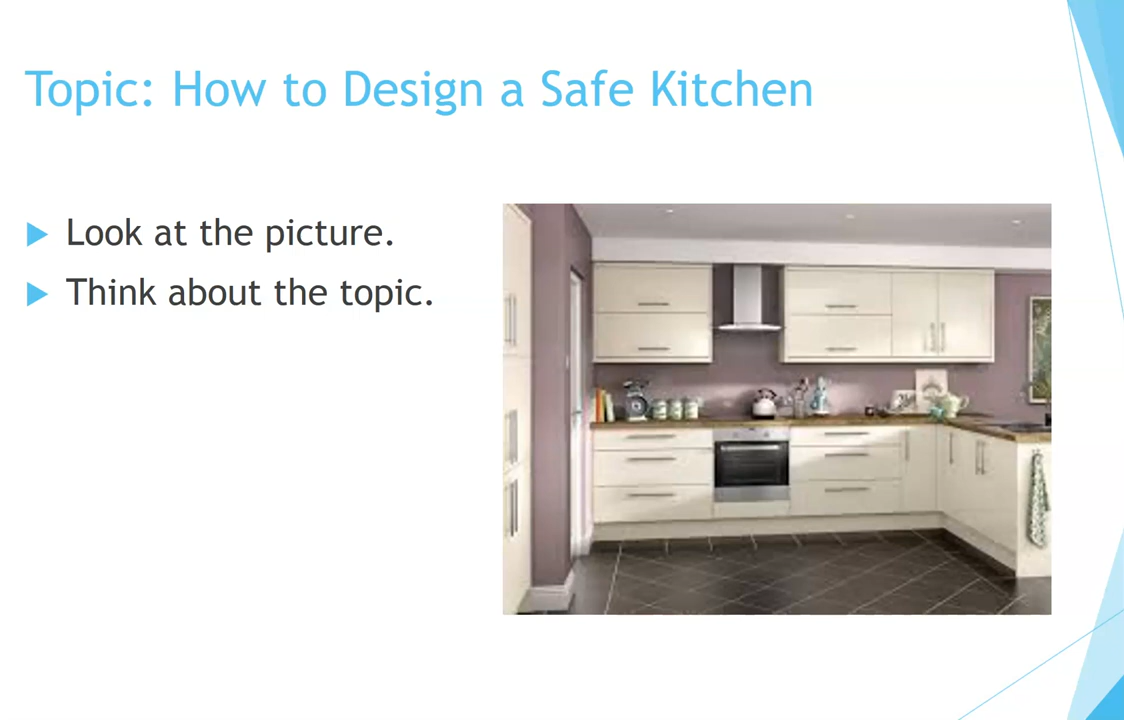 Topic: How to Design a Safe Kitchen
Look at the picture.
Think about the topic.